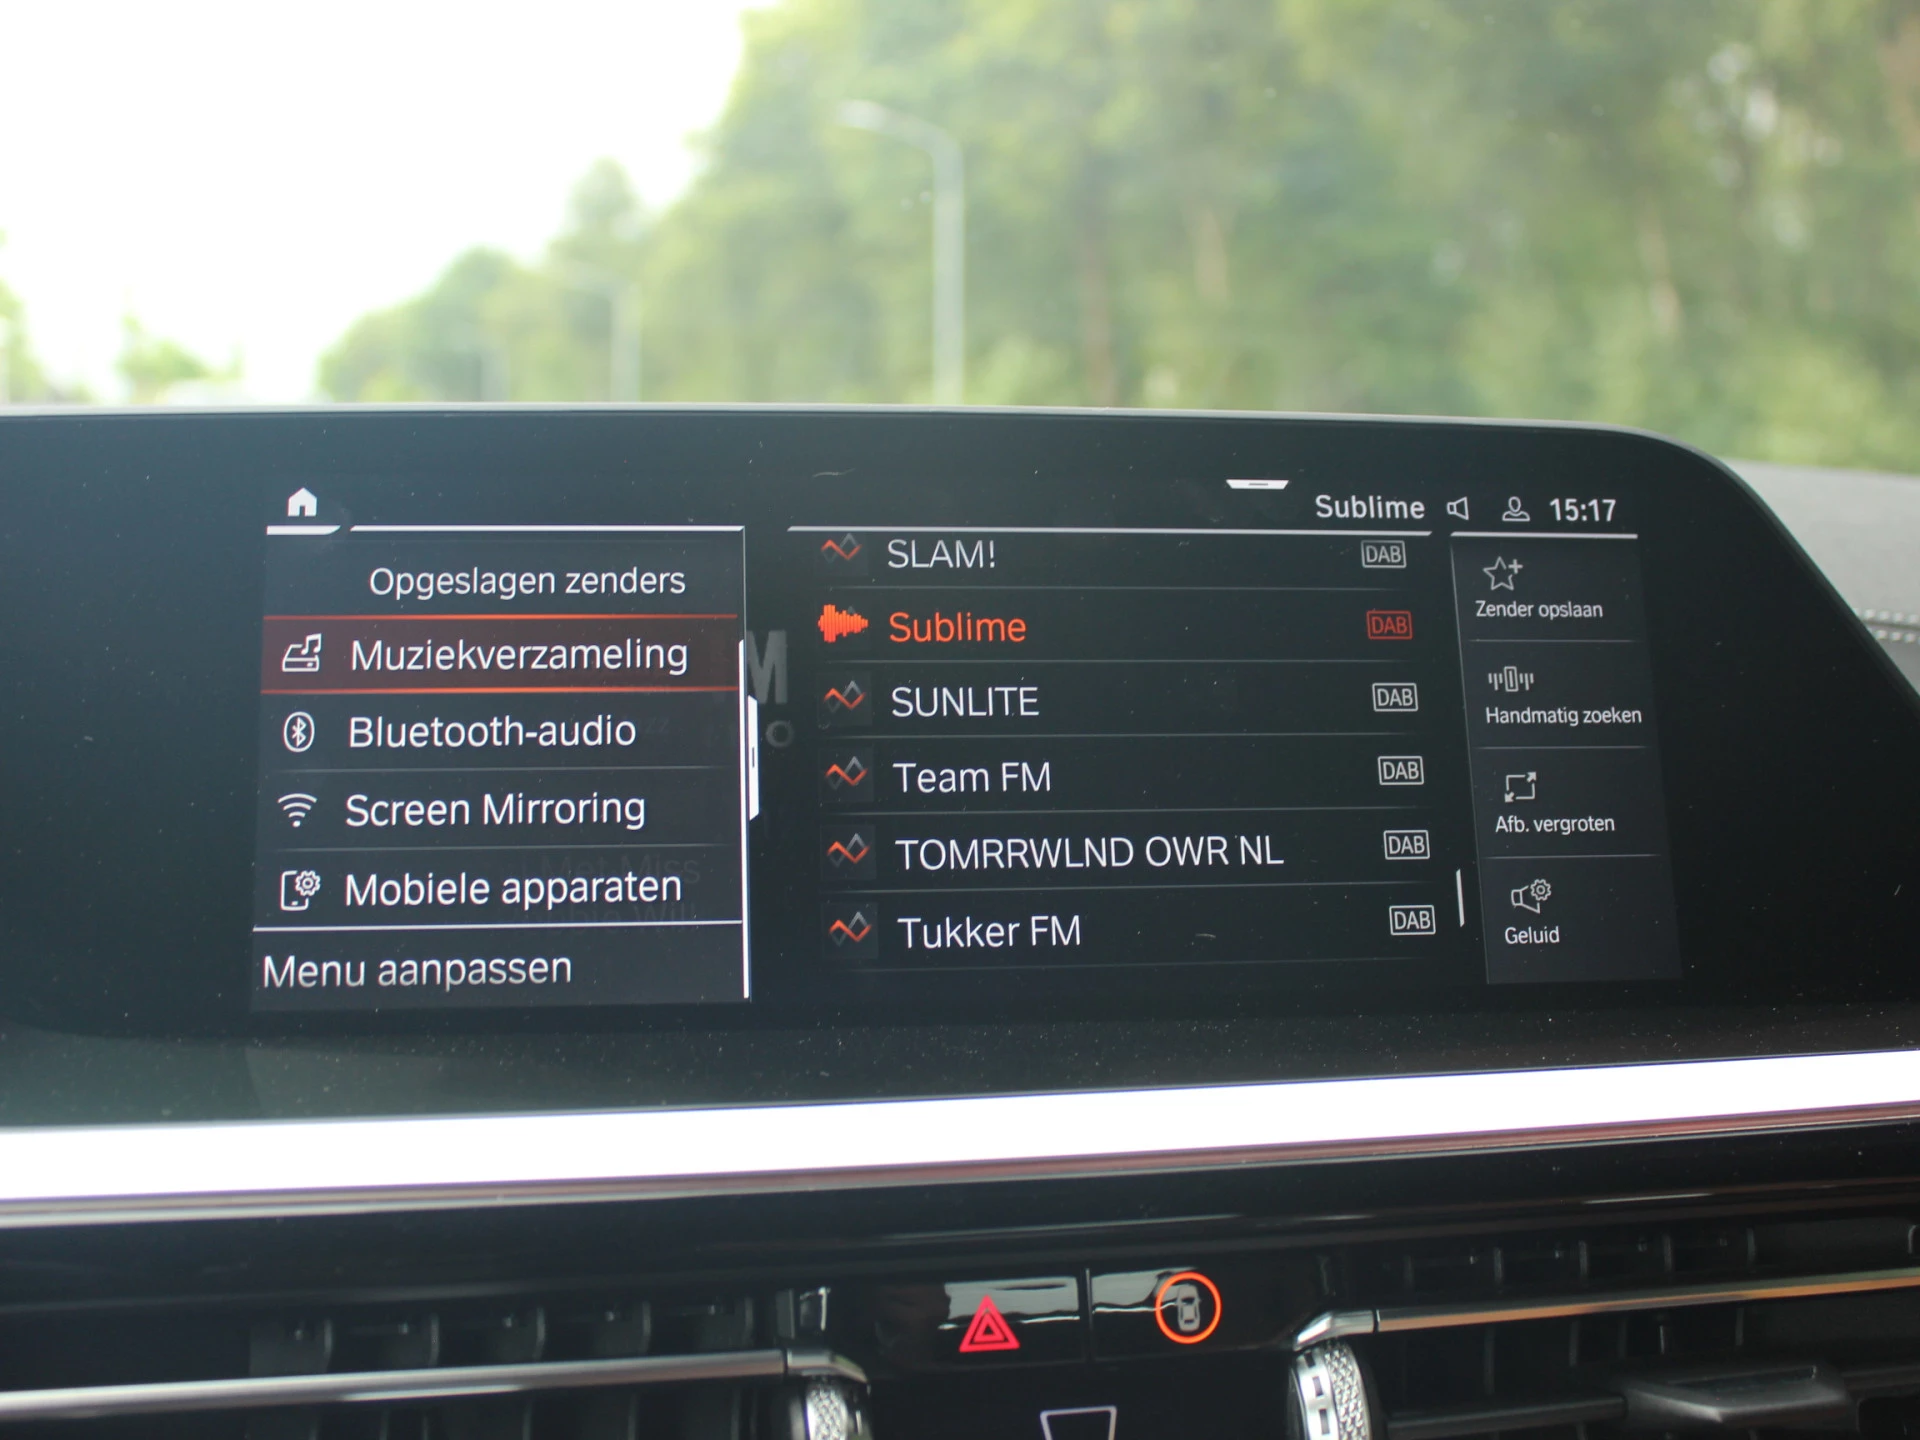 Sublime 15:17
Opgeslagen zenders
Muziekverzameling
Bluetooth-audio
Screen Mirroring
Mobiele apparaten
Menu aanpassen
SLAM! DAB
Sublime DAB
SUNLITE DAB
Team FM DAB
TOMRRWLND OWR NL DAB
Tukker FM DAB
Zender opslaan
Handmatig zoeken
Afb. vergroten
Geluid